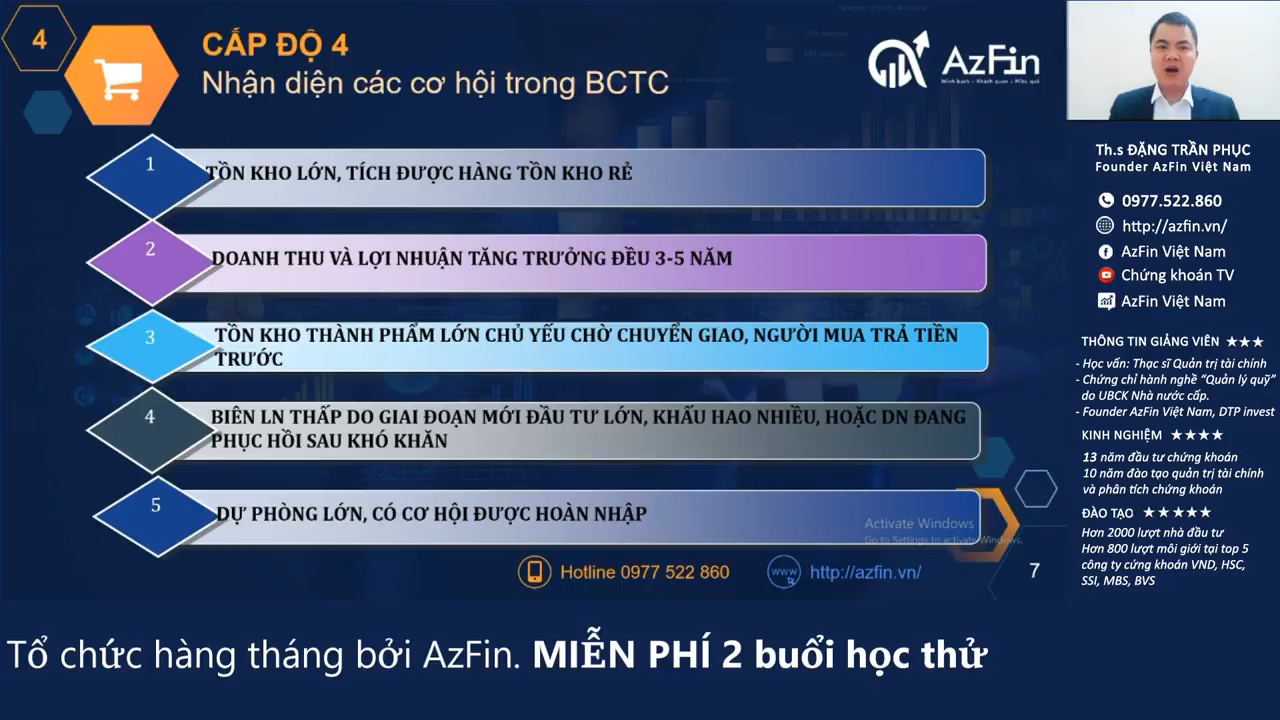 4
CẤP ĐỘ 4
Nhận diện các cơ hội trong BCTC
AzFin
Minh bạch - Khách quan - Hiệu quả
1
TỒN KHO LỚN, TÍCH ĐƯỢC HÀNG TỒN KHO RẺ
2
DOANH THU VÀ LỢI NHUẬN TĂNG TRƯỞNG ĐỀU 3-5 NĂM
3
TỒN KHO THÀNH PHẨM LỚN CHỦ YẾU CHỜ CHUYỂN GIAO, NGƯỜI MUA TRẢ TIỀN
TRƯỚC
4
BIÊN LN THẤP DO GIAI ĐOẠN MỚI ĐẦU TƯ LỚN, KHẤU HAO NHIỀU, HOẶC DN ĐANG
PHỤC HỒI SAU KHÓ KHĂN
5
DỰ PHÒNG LỚN, CÓ CƠ HỘI ĐƯỢC HOÀN NHẬP
Activate Windows
Go to Settings to activate Windows.
Hotline 0977 522 860
www
http://azfin.vn/
7
Th.s ĐẶNG TRẦN PHỤC
Founder AzFin Việt Nam
0977.522.860
http://azfin.vn/
AzFin Việt Nam
Chứng khoán TV
AzFin Việt Nam
THÔNG TIN GIẢNG VIÊN ★★★
- Học vấn: Thạc sĩ Quản trị tài chính
- Chứng chỉ hành nghề “Quản lý quỹ”
do UBCK Nhà nước cấp.
- Founder AzFin Việt Nam, DTP invest
KINH NGHIỆM ★★★★
13 năm đầu tư chứng khoán
10 năm đào tạo quản trị tài chính
và phân tích chứng khoán
ĐÀO TẠO ★★★★★
Hơn 2000 lượt nhà đầu tư
Hơn 800 lượt môi giới tại top 5
công ty cứng khoán VND, HSC,
SSI, MBS, BVS
Tổ chức hàng tháng bởi AzFin. MIỄN PHÍ 2 buổi học thử